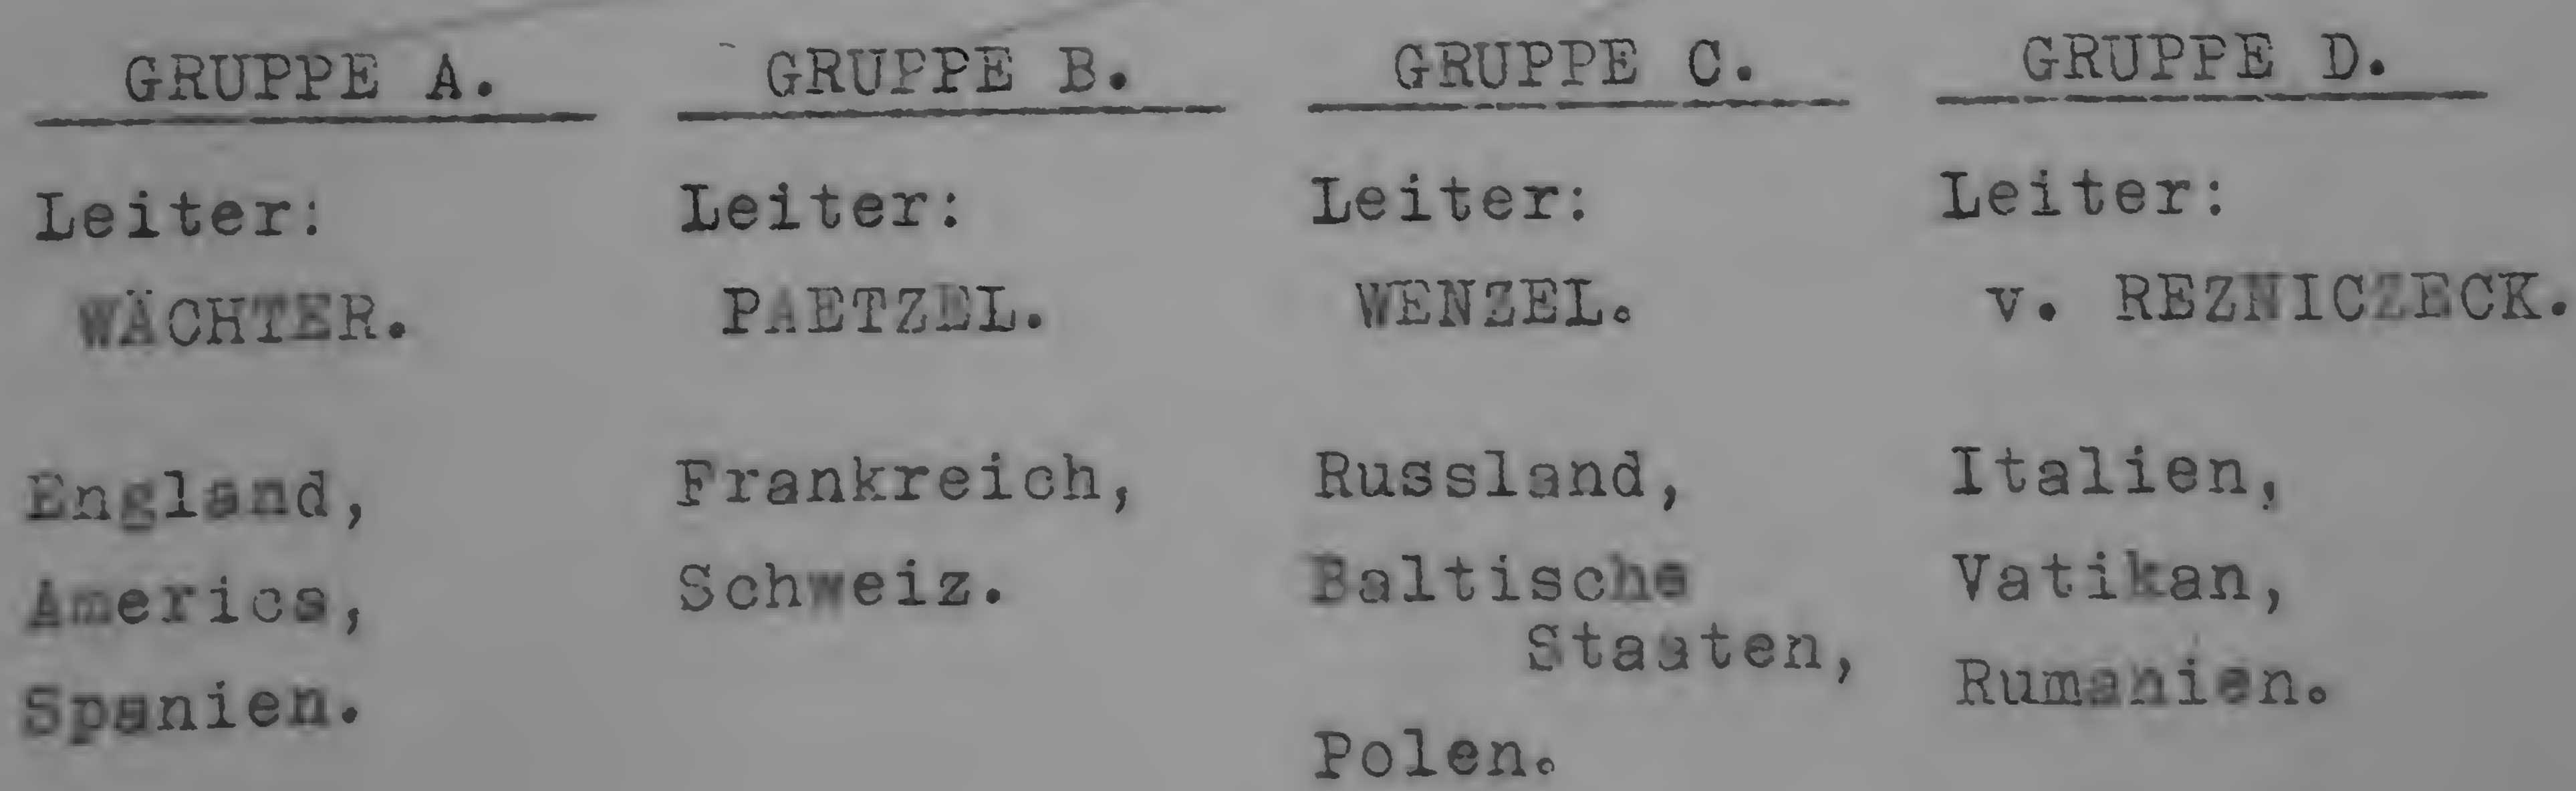 GRUPPE A.
Leiter:
WÄCHTER.
England,
America,
Spanien.
GRUPPE B.
Leiter:
PAETZEL.
Frankreich,
Schweiz.
GRUPPE C.
Leiter:
WENZEL.
Russland,
Baltische
Staaten,
Polen.
GRUPPE D.
Leiter:
v. REZNICZECK.
Italien,
Vatikan,
Rumanien.